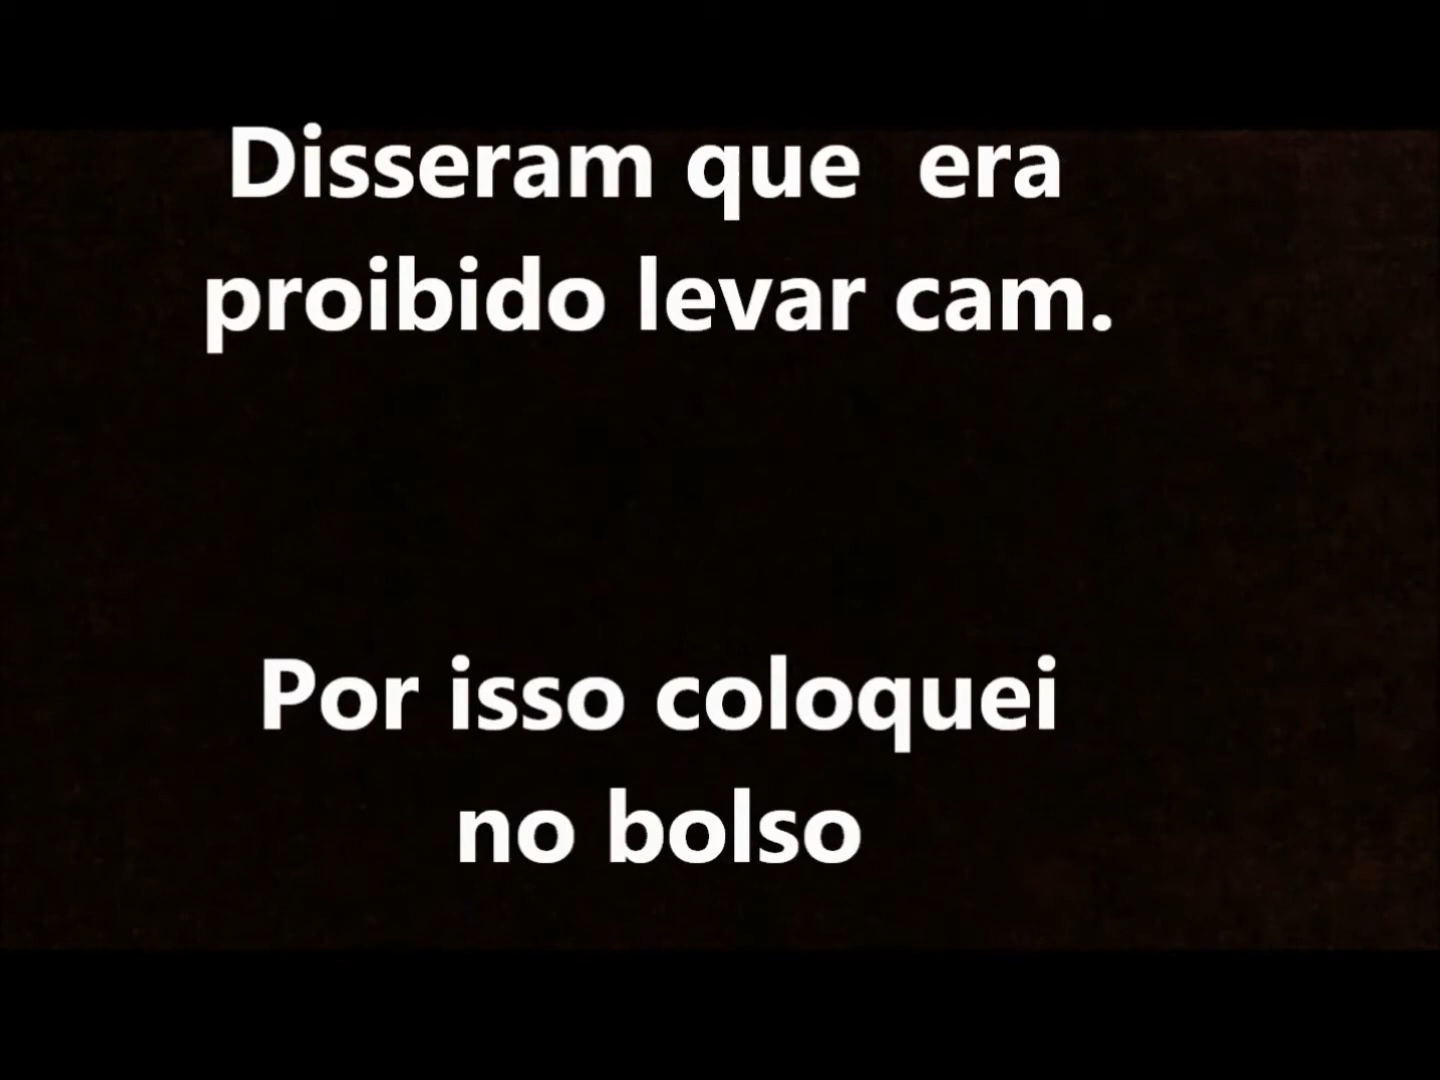 Disseram que  era
proibido levar cam.
Por isso coloquei
no bolso